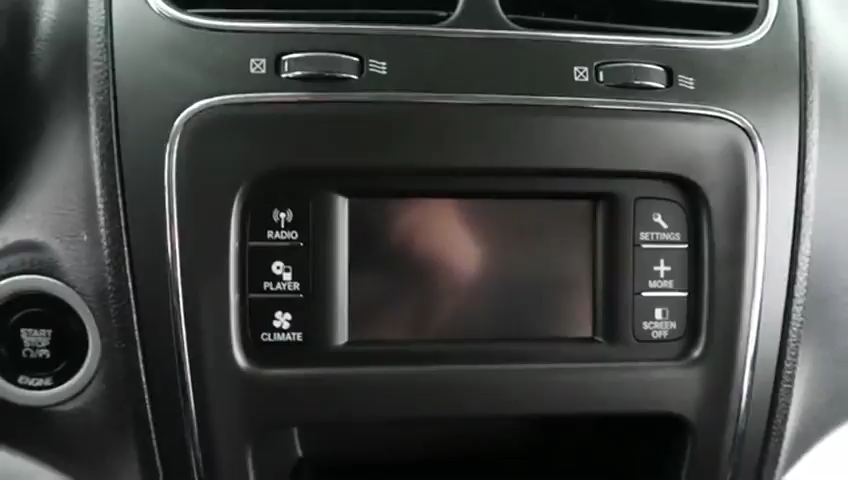 RADIO
PLAYER
CLIMATE
SETTINGS
MORE
SCREEN
OFF
START
STOP
ENGINE